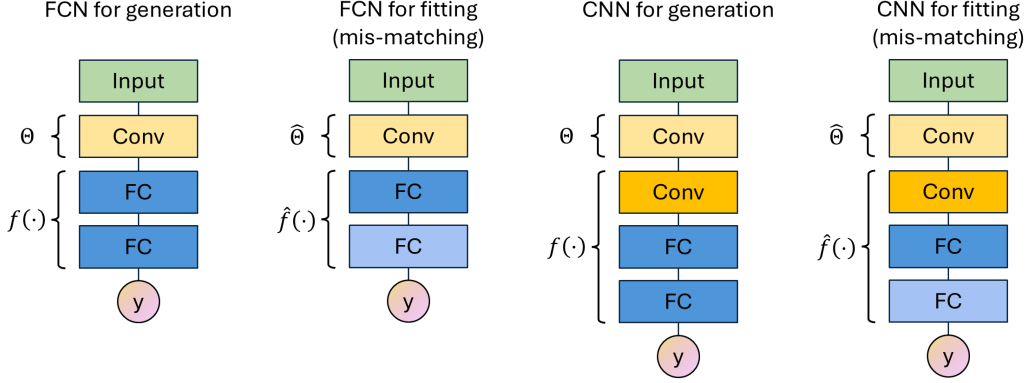 FCN for generation
Input
Θ
Conv
FC
f(·)
FC
y
FCN for fitting
(mis-matching)
Input
Θ̂
Conv
FC
f̂(·)
FC
y
CNN for generation
Input
Θ
Conv
Conv
f(·)
FC
FC
y
CNN for fitting
(mis-matching)
Input
Θ̂
Conv
Conv
f̂(·)
FC
FC
y